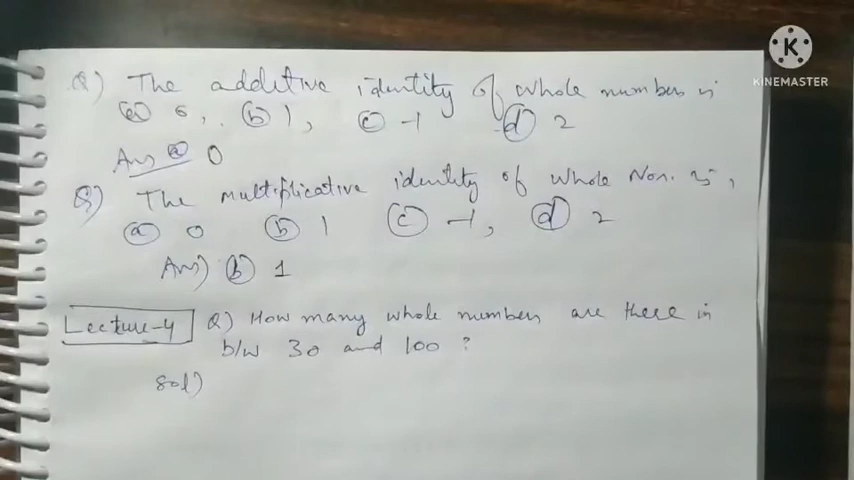 Q) The additive identity of whole numbers is
ⓐ 0, ⓑ 1, ⓒ -1 ⓓ 2
Ans ⓐ 0
Q) The multiplicative identity of whole Nos. is,
ⓐ 0 ⓑ 1 ⓒ -1, ⓓ 2
Ans) ⓑ 1
Lecture-4 Q) How many whole numbers are there in
b/w 30 and 100 ?
Sol)
KINEMASTER